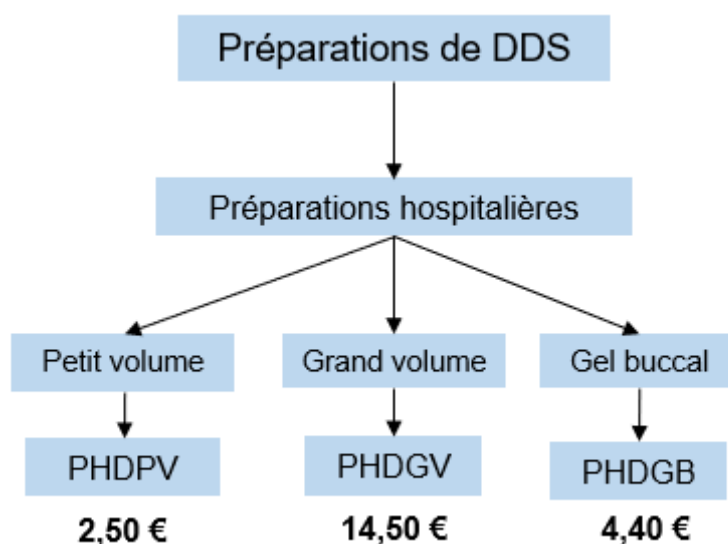 Préparations de DDS
Préparations hospitalières
Petit volume
Grand volume
Gel buccal
PHDPV
PHDGV
PHDGB
2,50 €
14,50 €
4,40 €